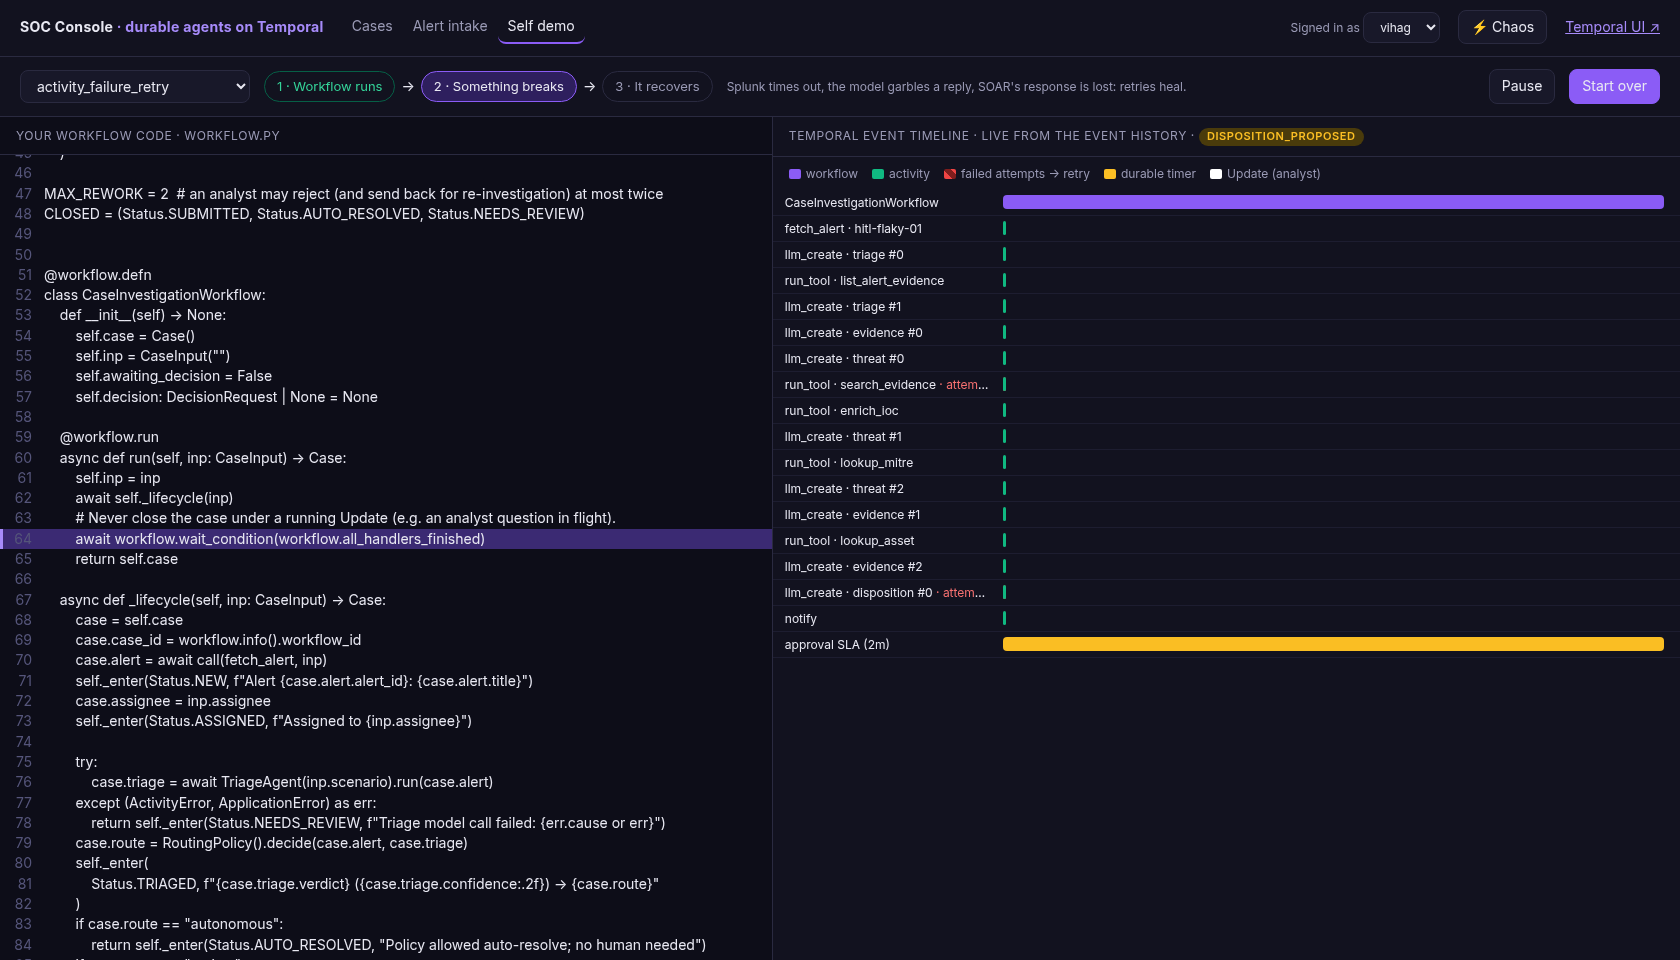 SOC Console · durable agents on Temporal
Cases
Alert intake
Self demo
Signed in as
vihag
⚡ Chaos
Temporal UI ↗
activity_failure_retry
1 · Workflow runs
→
2 · Something breaks
→
3 · It recovers
Splunk times out, the model garbles a reply, SOAR's response is lost: retries heal.
Pause
Start over
YOUR WORKFLOW CODE · WORKFLOW.PY
46
47 MAX_REWORK = 2  # an analyst may reject (and send back for re-investigation) at most twice
48 CLOSED = (Status.SUBMITTED, Status.AUTO_RESOLVED, Status.NEEDS_REVIEW)
49
50
51 @workflow.defn
52 class CaseInvestigationWorkflow:
53     def __init__(self) -> None:
54         self.case = Case()
55         self.inp = CaseInput("")
56         self.awaiting_decision = False
57         self.decision: DecisionRequest | None = None
58
59     @workflow.run
60     async def run(self, inp: CaseInput) -> Case:
61         self.inp = inp
62         await self._lifecycle(inp)
63         # Never close the case under a running Update (e.g. an analyst question in flight).
64         await workflow.wait_condition(workflow.all_handlers_finished)
65         return self.case
66
67     async def _lifecycle(self, inp: CaseInput) -> Case:
68         case = self.case
69         case.case_id = workflow.info().workflow_id
70         case.alert = await call(fetch_alert, inp)
71         self._enter(Status.NEW, f"Alert {case.alert.alert_id}: {case.alert.title}")
72         case.assignee = inp.assignee
73         self._enter(Status.ASSIGNED, f"Assigned to {inp.assignee}")
74
75         try:
76             case.triage = await TriageAgent(inp.scenario).run(case.alert)
77         except (ActivityError, ApplicationError) as err:
78             return self._enter(Status.NEEDS_REVIEW, f"Triage model call failed: {err.cause or err}")
79         case.route = RoutingPolicy().decide(case.alert, case.triage)
80         self._enter(
81             Status.TRIAGED, f"{case.triage.verdict} ({case.triage.confidence:.2f}) -> {case.route}"
82         )
83         if case.route == "autonomous":
84             return self._enter(Status.AUTO_RESOLVED, "Policy allowed auto-resolve; no human needed")
TEMPORAL EVENT TIMELINE · LIVE FROM THE EVENT HISTORY · DISPOSITION_PROPOSED
workflow
activity
failed attempts → retry
durable timer
Update (analyst)
CaseInvestigationWorkflow
fetch_alert · hitl-flaky-01
llm_create · triage #0
run_tool · list_alert_evidence
llm_create · triage #1
llm_create · evidence #0
llm_create · threat #0
run_tool · search_evidence · attem...
run_tool · enrich_ioc
llm_create · threat #1
run_tool · lookup_mitre
llm_create · threat #2
llm_create · evidence #1
run_tool · lookup_asset
llm_create · evidence #2
llm_create · disposition #0 · attem...
notify
approval SLA (2m)